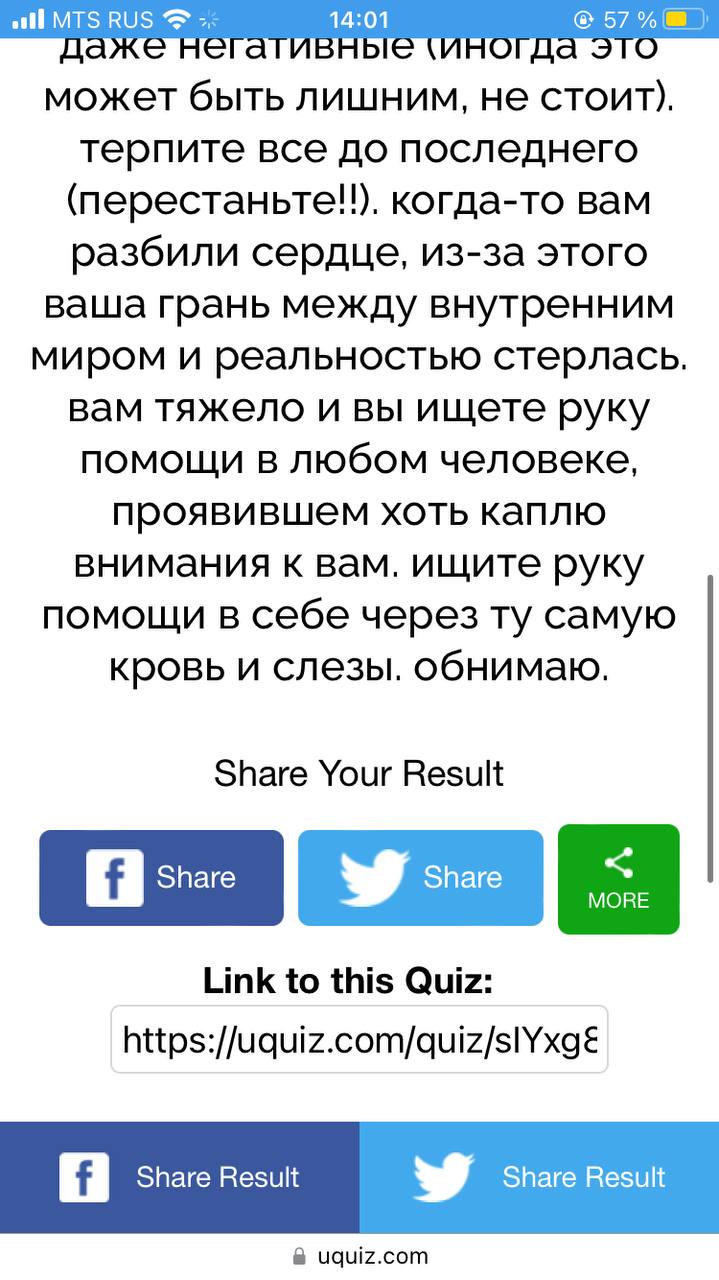 MTS RUS 14:01 57 %
даже негативные (иногда это
может быть лишним, не стоит).
терпите все до последнего
(перестаньте!!). когда-то вам
разбили сердце, из-за этого
ваша грань между внутренним
миром и реальностью стерлась.
вам тяжело и вы ищете руку
помощи в любом человеке,
проявившем хоть каплю
внимания к вам. ищите руку
помощи в себе через ту самую
кровь и слезы. обнимаю.
Share Your Result
f Share Share MORE
Link to this Quiz:
https://uquiz.com/quiz/sIYxg8
f Share Result Share Result
uquiz.com